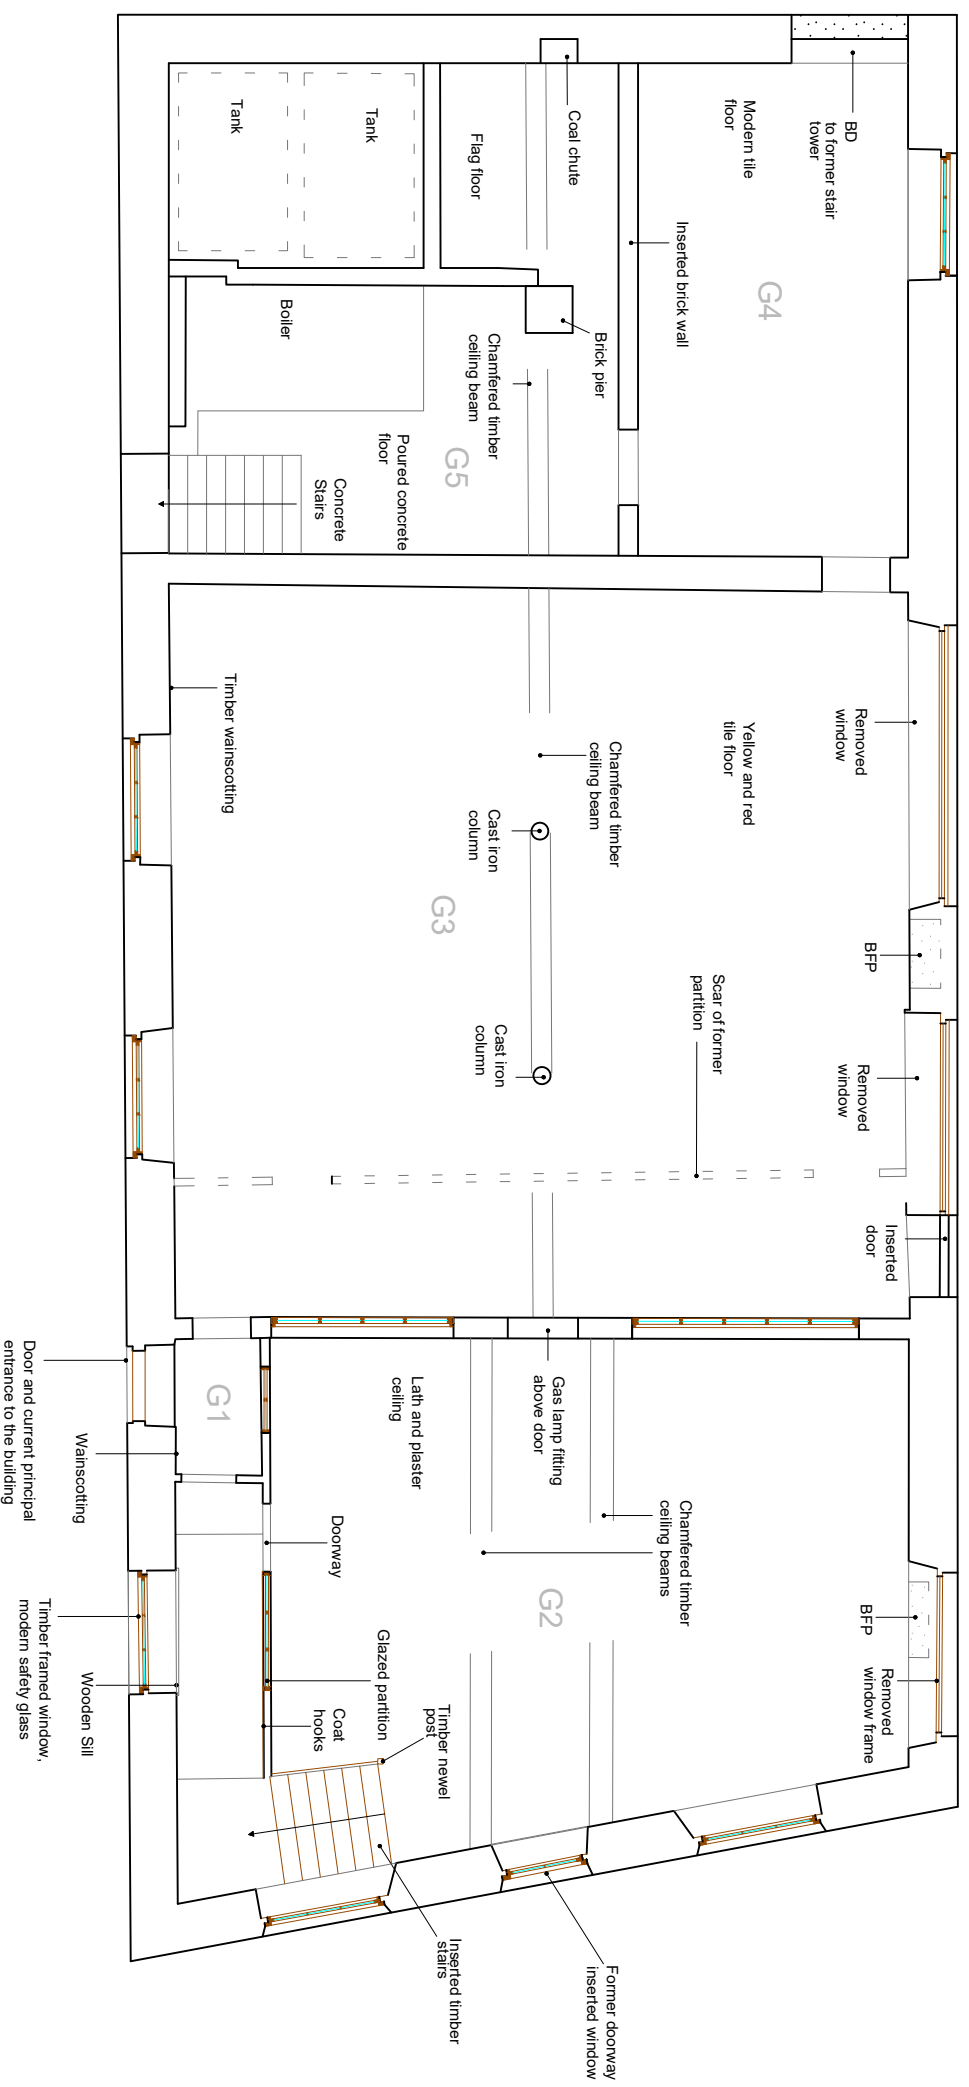 BD
to former stair
tower
Modern tile
floor
G4
Inserted brick wall
Coal chute
Brick pier
Flag floor
Tank
Tank
Boiler
Chamfered timber
ceiling beam
G5
Poured concrete
floor
Concrete
Stairs
Removed
window
Yellow and red
tile floor
Chamfered timber
ceiling beam
Cast iron
column
G3
Timber wainscotting
BFP
Scar of former
partition
Cast iron
column
Removed
window
Inserted
door
Gas lamp fitting
above door
Lath and plaster
ceiling
G1
Door and current principal
entrance to the building
Wainscotting
Doorway
Chamfered timber
ceiling beams
G2
BFP
Removed
window frame
Glazed partition
Coat
hooks
Timber newel
post
Timber framed window,
modern safety glass
Wooden Sill
Inserted timber
stairs
Former doorway
inserted window